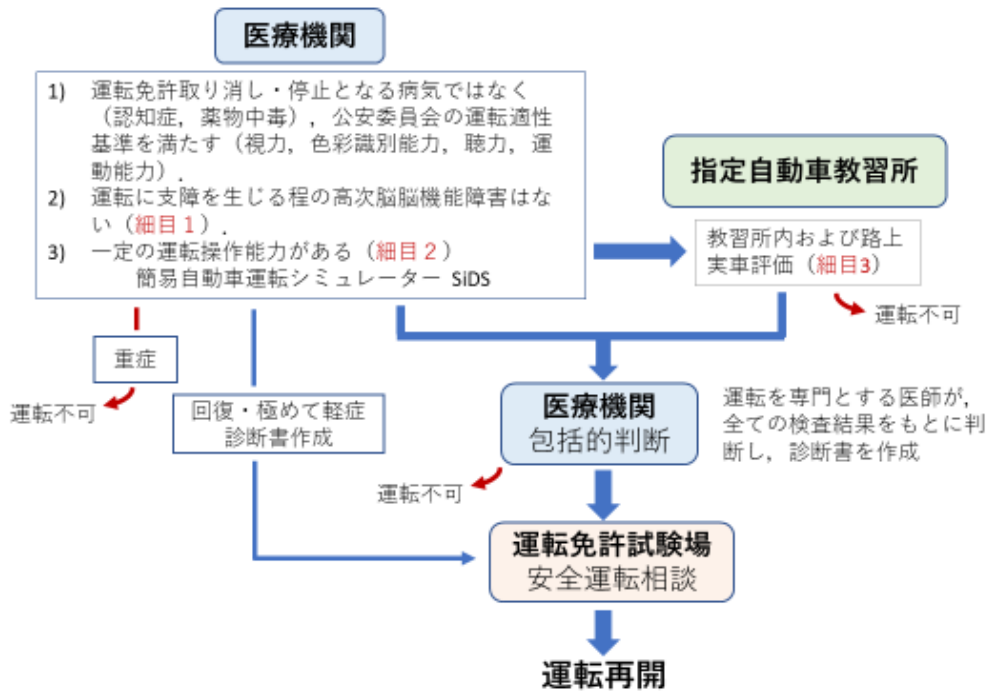 医療機関
1) 運転免許取り消し・停止となる病気ではなく
（認知症，薬物中毒），公安委員会の運転適性
基準を満たす（視力，色彩識別能力，聴力，運
動能力）.
2) 運転に支障を生じる程の高次脳脳機能障害はな
い（細目１）.
3) 一定の運転操作能力がある（細目２）
簡易自動車運転シミュレーター SiDS
指定自動車教習所
教習所内および路上
実車評価（細目3）
運転不可
重症
運転不可
回復・極めて軽症
診断書作成
医療機関
包括的判断
運転を専門とする医師が，
全ての検査結果をもとに判
断し，診断書を作成
運転不可
運転免許試験場
安全運転相談
運転再開